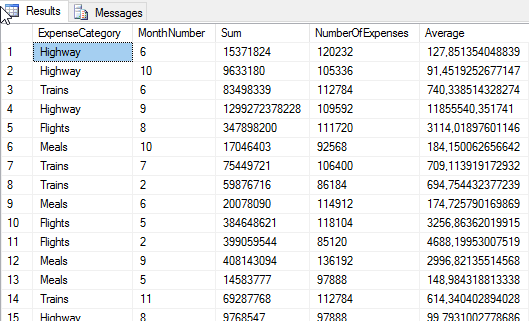 Results Messages
ExpenseCategory MonthNumber Sum NumberOfExpenses Average
1 Highway 6 15371824 120232 127,851354048839
2 Highway 10 9633180 105336 91,4519252677147
3 Trains 6 83498339 112784 740,338514328274
4 Highway 9 1299272378228 109592 11855540,351741
5 Flights 8 347898200 111720 3114,01897601146
6 Meals 10 17046403 92568 184,150062656642
7 Trains 7 75449721 106400 709,113919172932
8 Trains 2 59876716 86184 694,754432377239
9 Meals 6 20078090 114912 174,725790169869
10 Flights 5 384648621 118104 3256,86362019915
11 Flights 2 399059544 85120 4688,19953007519
12 Meals 9 408143094 136192 2996,82135514568
13 Meals 5 14583777 97888 148,984318813338
14 Trains 11 69287768 112784 614,340402894028
15 Highway 8 9768547 97888 99,7931002778686